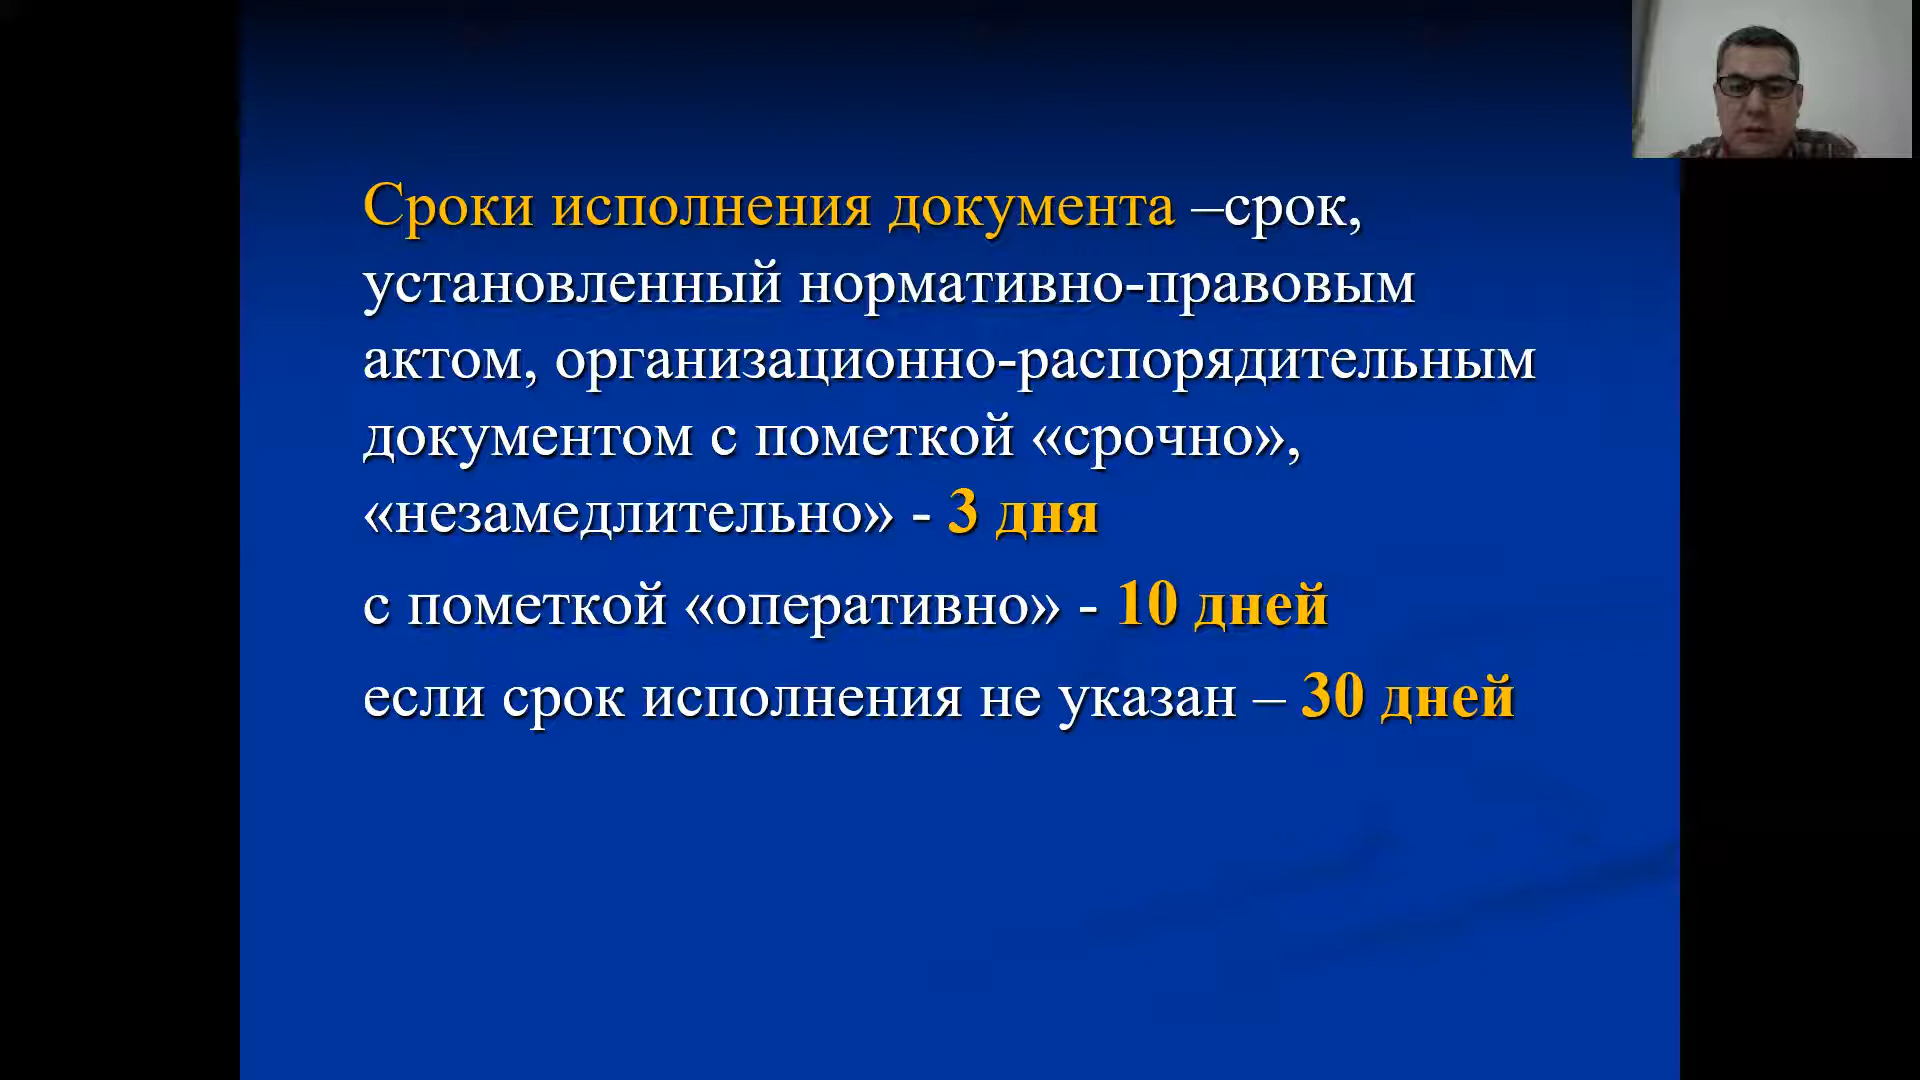 Сроки исполнения документа –срок,
установленный нормативно-правовым
актом, организационно-распорядительным
документом с пометкой «срочно»,
«незамедлительно» - 3 дня
с пометкой «оперативно» - 10 дней
если срок исполнения не указан – 30 дней